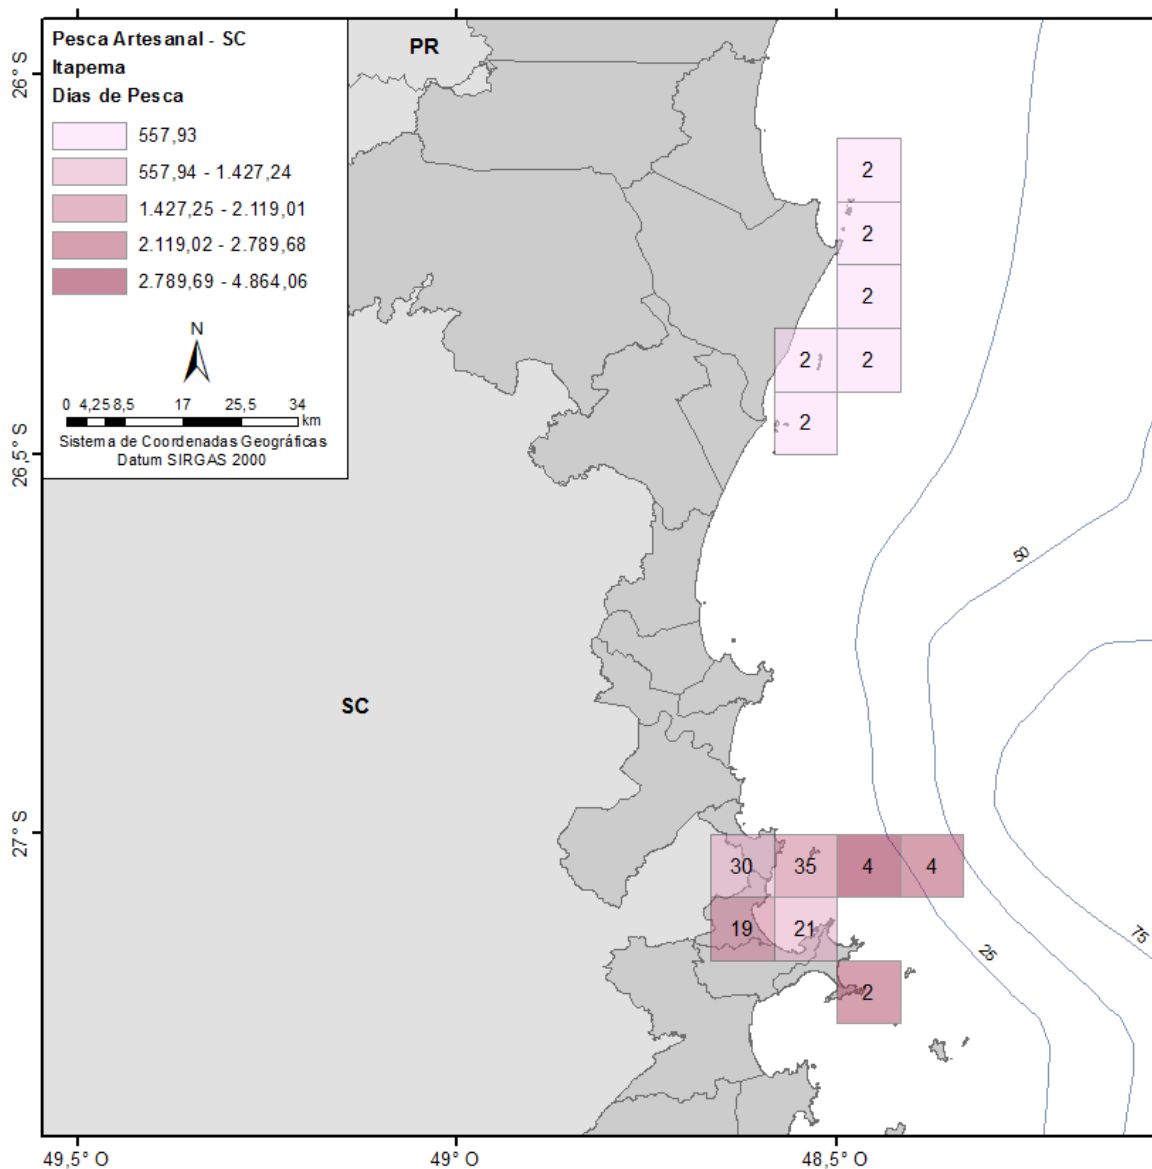 Pesca Artesanal - SC
Itapema
Dias de Pesca
557,93
557,94 - 1.427,24
1.427,25 - 2.119,01
2.119,02 - 2.789,68
2.789,69 - 4.864,06
N
0 4,25 8,5 17 25,5 34
km
Sistema de Coordenadas Geográficas
Datum SIRGAS 2000
PR
26° S
2
2
2
2 2
2
26,5° S
50
SC
27° S
30 35 4 4
19 21
75
25
2
49,5° O 49° O 48,5° O